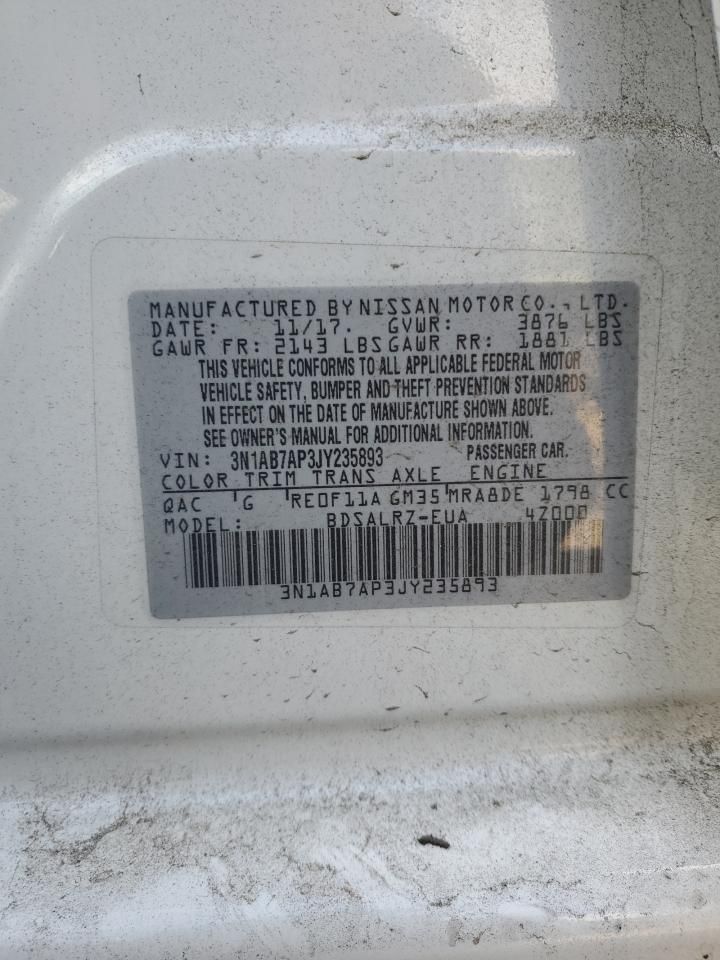 MANUFACTURED BY NISSAN MOTOR CO., LTD.
DATE: 11/17. GVWR: 3876 LBS
GAWR FR: 2143 LBS GAWR RR: 1881 LBS
THIS VEHICLE CONFORMS TO ALL APPLICABLE FEDERAL MOTOR
VEHICLE SAFETY, BUMPER AND THEFT PREVENTION STANDARDS
IN EFFECT ON THE DATE OF MANUFACTURE SHOWN ABOVE.
SEE OWNER'S MANUAL FOR ADDITIONAL INFORMATION.
VIN: 3N1AB7AP3JY235893 PASSENGER CAR.
COLOR TRIM TRANS AXLE ENGINE
QAC G RE0F11A GM35 MRA8DE 1798 CC
MODEL: BDSALRZ-EUA 4Z000
3N1AB7AP3JY235893